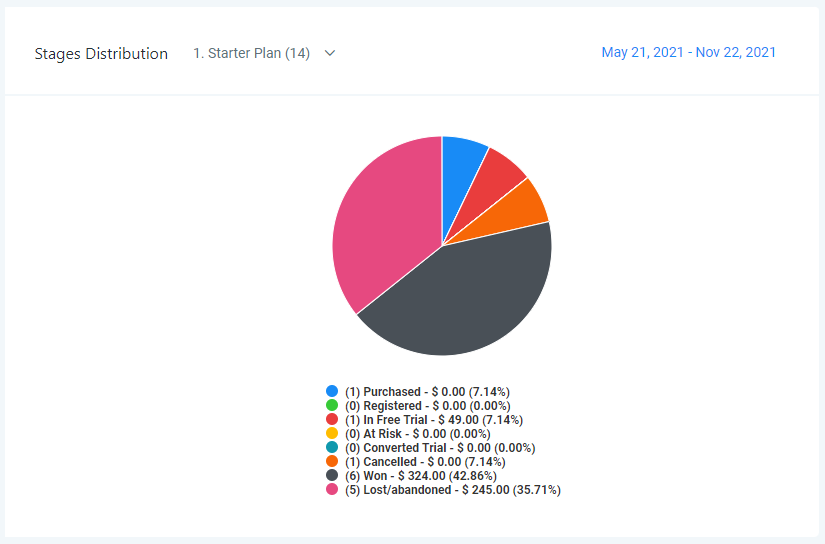 Stages Distribution 1. Starter Plan (14) May 21, 2021 - Nov 22, 2021
(1) Purchased - $ 0.00 (7.14%)
(0) Registered - $ 0.00 (0.00%)
(1) In Free Trial - $ 49.00 (7.14%)
(0) At Risk - $ 0.00 (0.00%)
(0) Converted Trial - $ 0.00 (0.00%)
(1) Cancelled - $ 0.00 (7.14%)
(6) Won - $ 324.00 (42.86%)
(5) Lost/abandoned - $ 245.00 (35.71%)